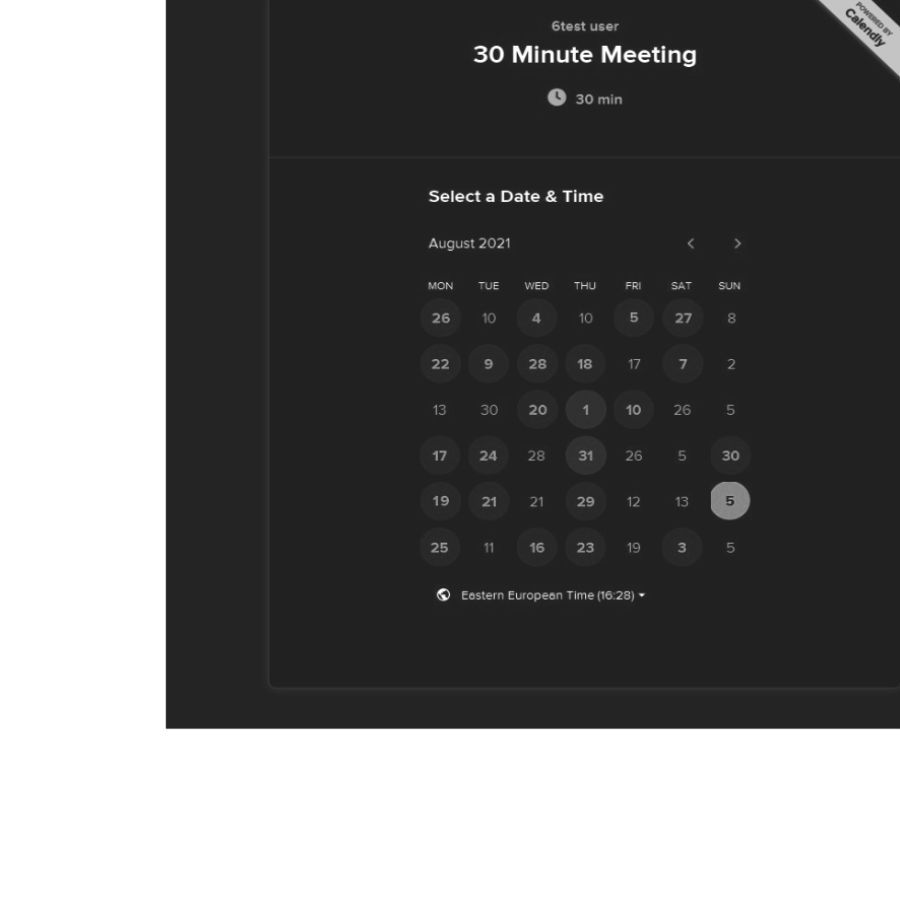 POWERED BY
Calendly
6test user
30 Minute Meeting
30 min
Select a Date & Time
August 2021
MON TUE WED THU FRI SAT SUN
26 10 4 10 5 27 8
22 9 28 18 17 7 2
13 30 20 1 10 26 5
17 24 28 31 26 5 30
19 21 21 29 12 13 5
25 11 16 23 19 3 5
Eastern European Time (16:28)